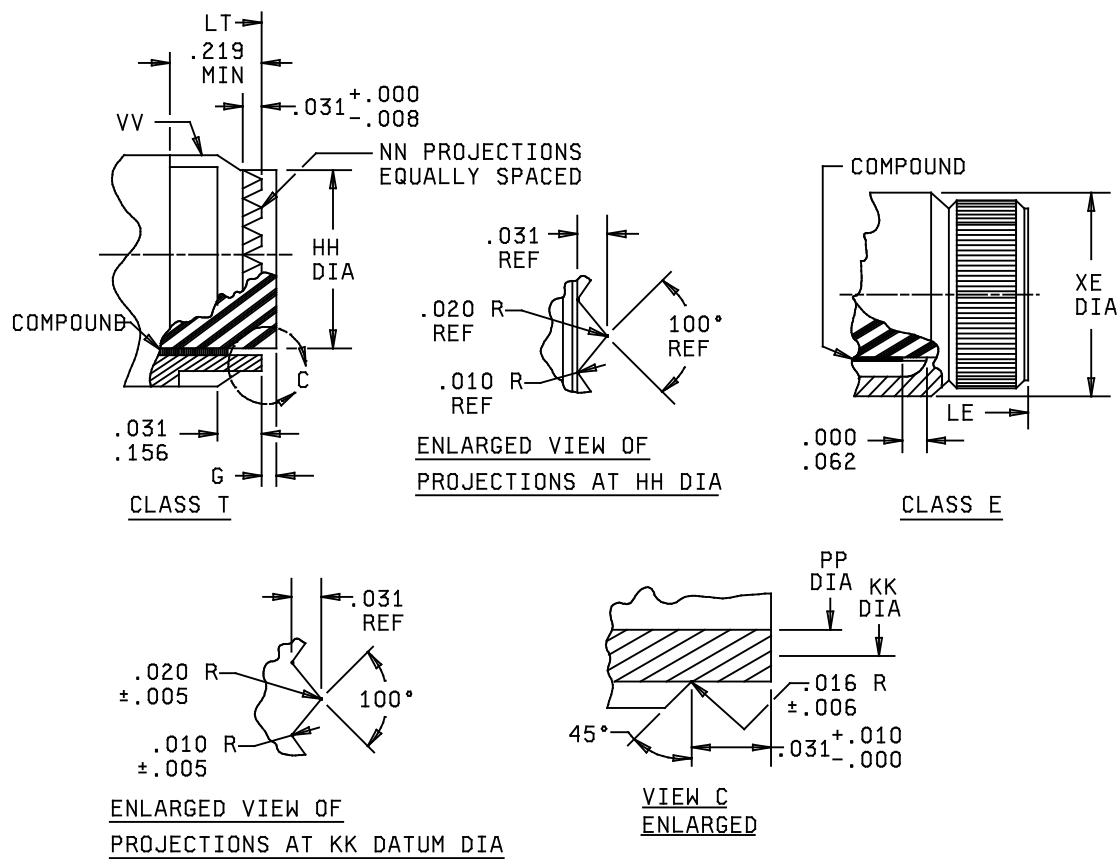 LT
.219
MIN
.031 +.000
-.008
VV
NN PROJECTIONS
EQUALLY SPACED
HH
DIA
COMPOUND
C
.031
.156
G
CLASS T
.031
REF
.020 R
REF
100°
REF
.010 R
REF
ENLARGED VIEW OF
PROJECTIONS AT HH DIA
COMPOUND
XE
DIA
LE
.000
.062
CLASS E
.031
REF
.020 R
±.005
100°
.010 R
±.005
ENLARGED VIEW OF
PROJECTIONS AT KK DATUM DIA
PP
DIA
KK
DIA
.016 R
±.006
45°
.031 +.010
-.000
VIEW C
ENLARGED